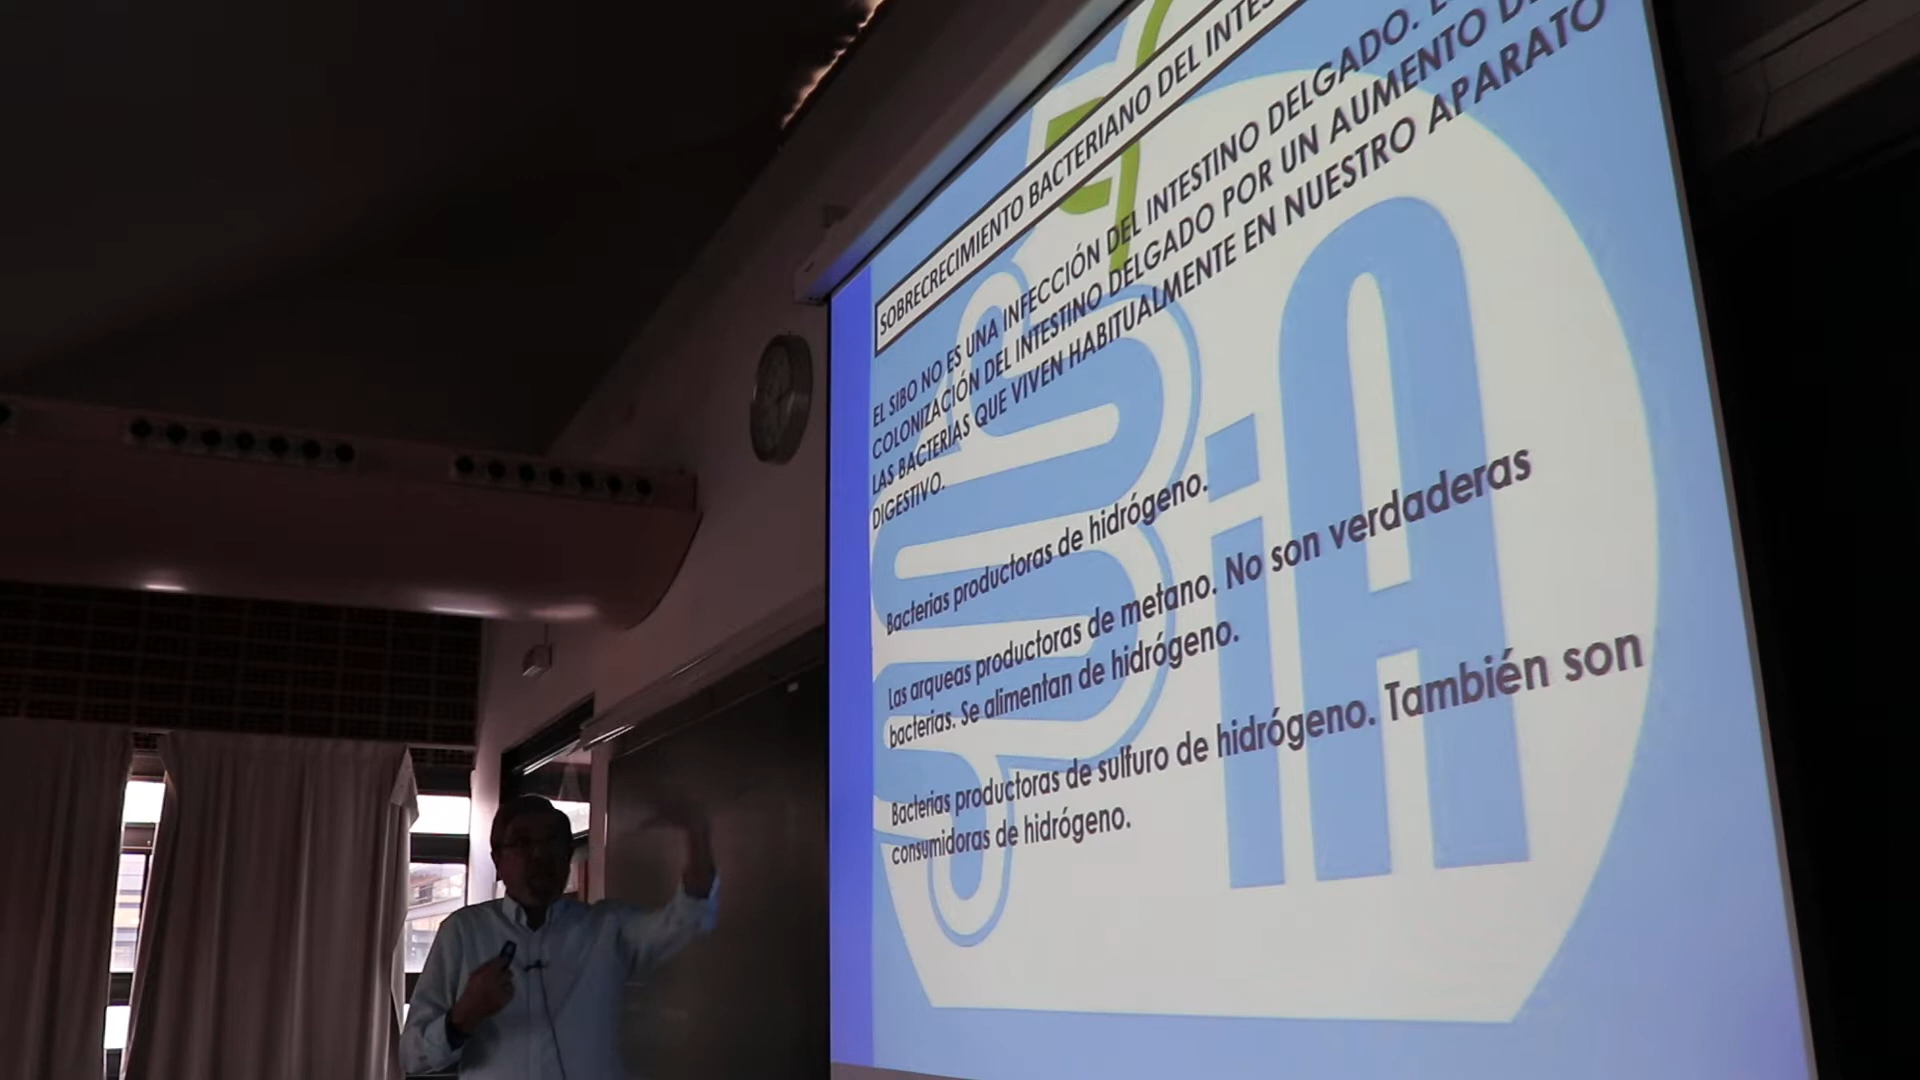 SOBRECRECIMIENTO BACTERIANO DEL
EL SIBO NO ES UNA INFECCIÓN DEL INTESTINO DELGADO.
COLONIZACIÓN DEL INTESTINO DELGADO POR UN AUMENTO
LAS BACTERIAS QUE VIVEN HABITUALMENTE EN NUESTRO APARATO
DIGESTIVO.
Bacterias productoras de hidrógeno.
Las arqueas productoras de metano. No son verdaderas
bacterias. Se alimentan de hidrógeno.
Bacterias productoras de sulfuro de hidrógeno. También son
consumidoras de hidrógeno.
iA